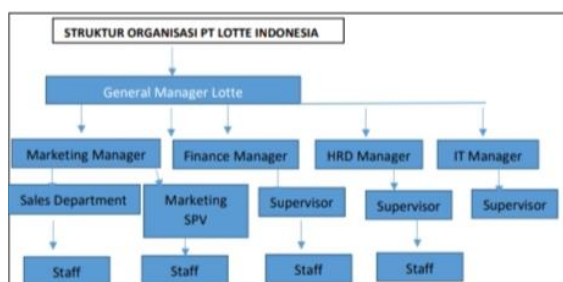 STRUKTUR ORGANISASI PT LOTTE INDONESIA
General Manager Lotte
Marketing Manager
Finance Manager
HRD Manager
IT Manager
Sales Department
Marketing
SPV
Supervisor
Supervisor
Supervisor
Staff
Staff
Staff
Staff